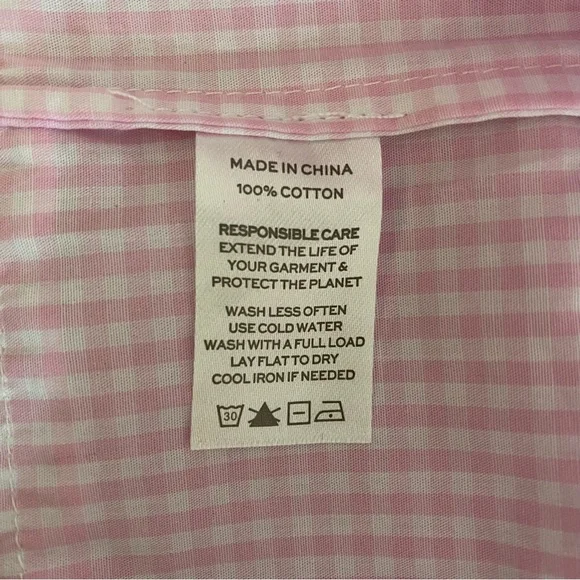 MADE IN CHINA
100% COTTON
RESPONSIBLE CARE
EXTEND THE LIFE OF
YOUR GARMENT &
PROTECT THE PLANET
WASH LESS OFTEN
USE COLD WATER
WASH WITH A FULL LOAD
LAY FLAT TO DRY
COOL IRON IF NEEDED
30